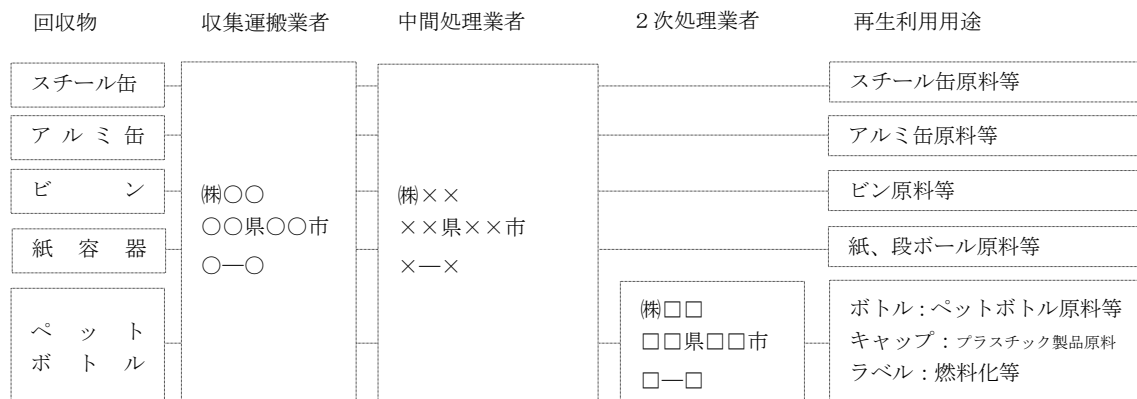 回収物 収集運搬業者 中間処理業者 2次処理業者 再生利用用途
スチール缶 スチール缶原料等
アルミ缶 アルミ缶原料等
ビン ㈱○○ ㈱×× ビン原料等
○○県○○市 ××県××市
紙容器 紙、段ボール原料等
○―○ ×―×
㈱□□ ボトル：ペットボトル原料等
ペット □□県□□市 キャップ：プラスチック製品原料
ボトル □―□ ラベル：燃料化等